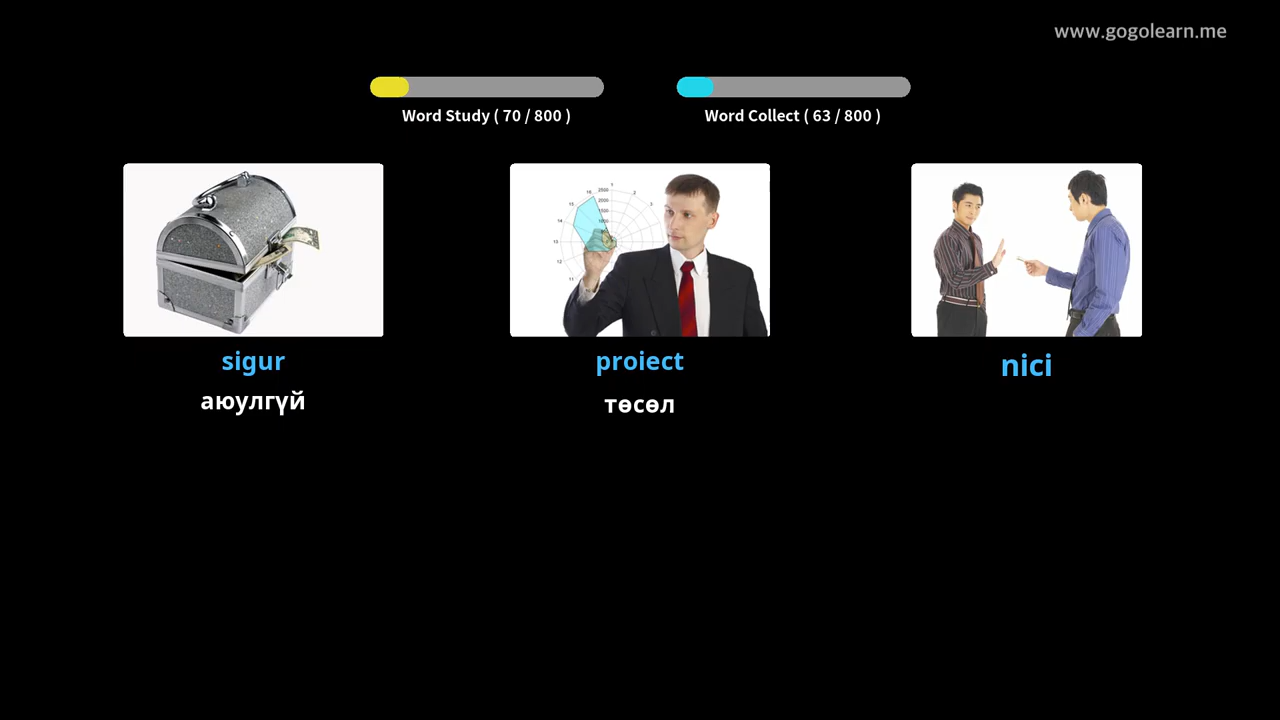 www.gogolearn.me
Word Study ( 70 / 800 )
Word Collect ( 63 / 800 )
sigur
proiect
nici
аюулгүй
төсөл